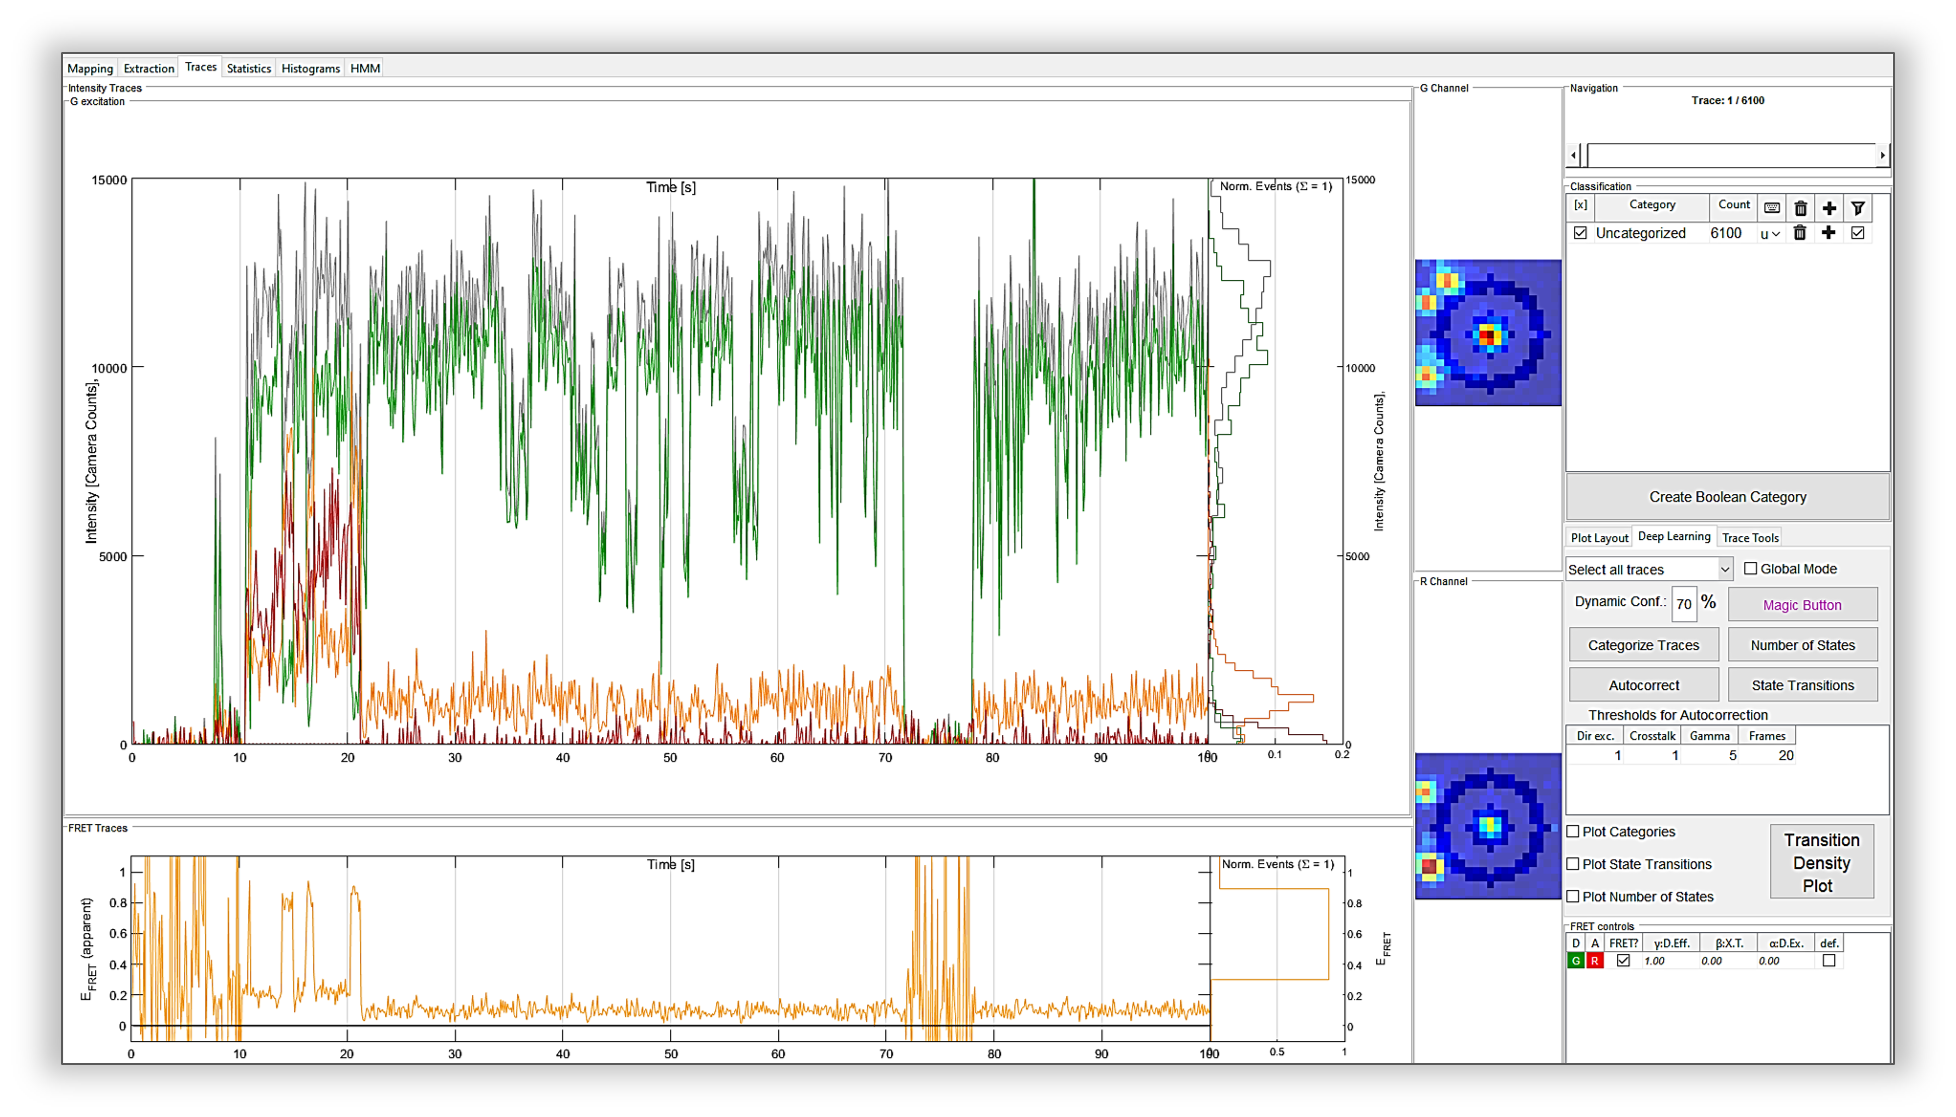 Mapping Extraction Traces Statistics Histograms HMM
Intensity Traces
G excitation
Time [s]
Norm. Events (Σ = 1)
15000
10000
5000
0
Intensity [Camera Counts],
0 10 20 30 40 50 60 70 80 90 100
0 0.1 0.2
15000
10000
5000
0
Intensity [Camera Counts],
FRET Traces
Time [s]
Norm. Events (Σ = 1)
1
0.8
0.6
0.4
0.2
0
E FRET (apparent)
0 10 20 30 40 50 60 70 80 90 100
0 0.5 1
1
0.8
0.6
0.4
0.2
0
E FRET
G Channel
R Channel
Navigation
Trace: 1 / 6100
Classification
[x] Category Count
Uncategorized 6100 u
Create Boolean Category
Plot Layout Deep Learning Trace Tools
Select all traces Global Mode
Dynamic Conf.: 70 % Magic Button
Categorize Traces Number of States
Autocorrect State Transitions
Thresholds for Autocorrection
Dir exc. Crosstalk Gamma Frames
1 1 5 20
Plot Categories
Plot State Transitions
Plot Number of States
Transition
Density
Plot
FRET controls
D A FRET? γ:D.Eff. β:X.T. α:D.Ex. def.
G R 1.00 0.00 0.00